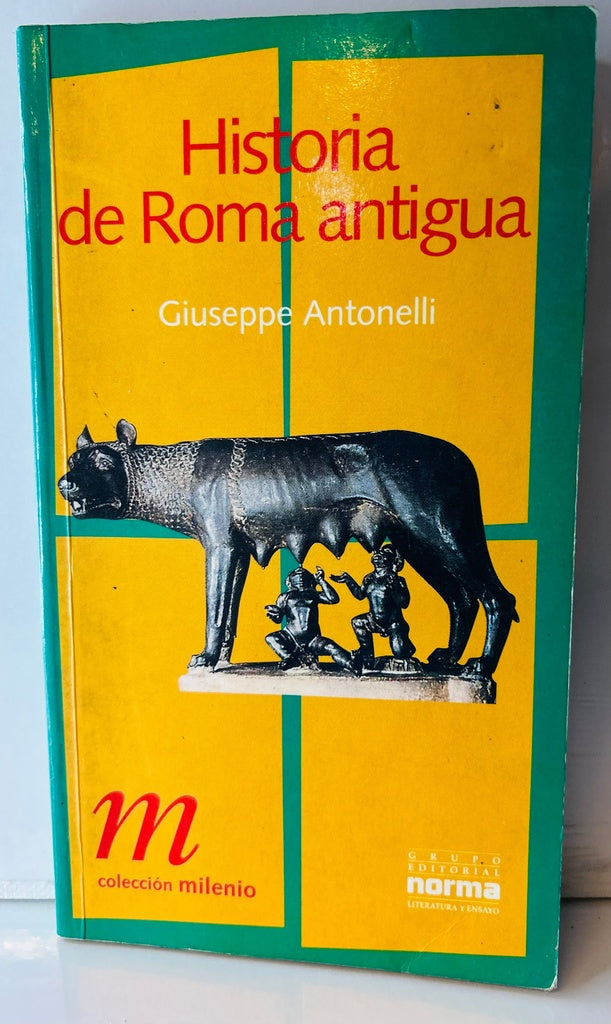 Historia
de Roma antigua
Giuseppe Antonelli
m
colección milenio
GRUPO
EDITORIAL
norma
LITERATURA Y ENSAYO